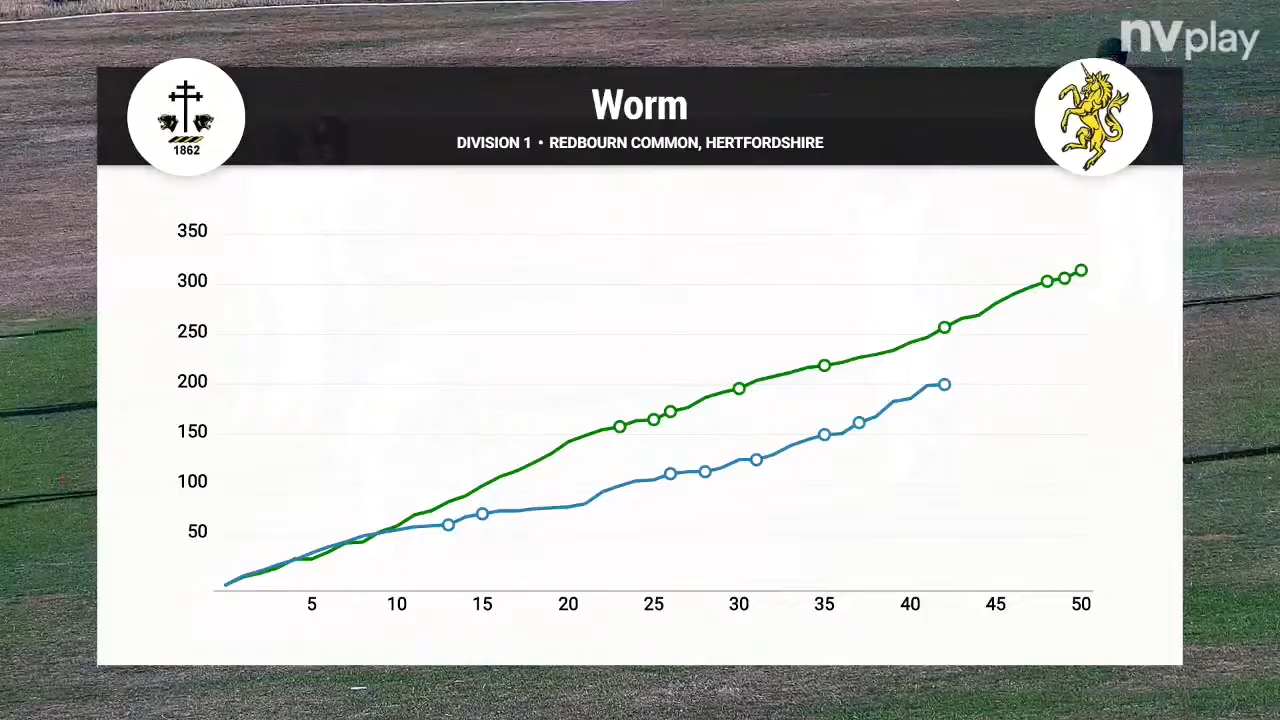 nvplay
Worm
DIVISION 1 • REDBOURN COMMON, HERTFORDSHIRE
1862
350
300
250
200
150
100
50
5 10 15 20 25 30 35 40 45 50